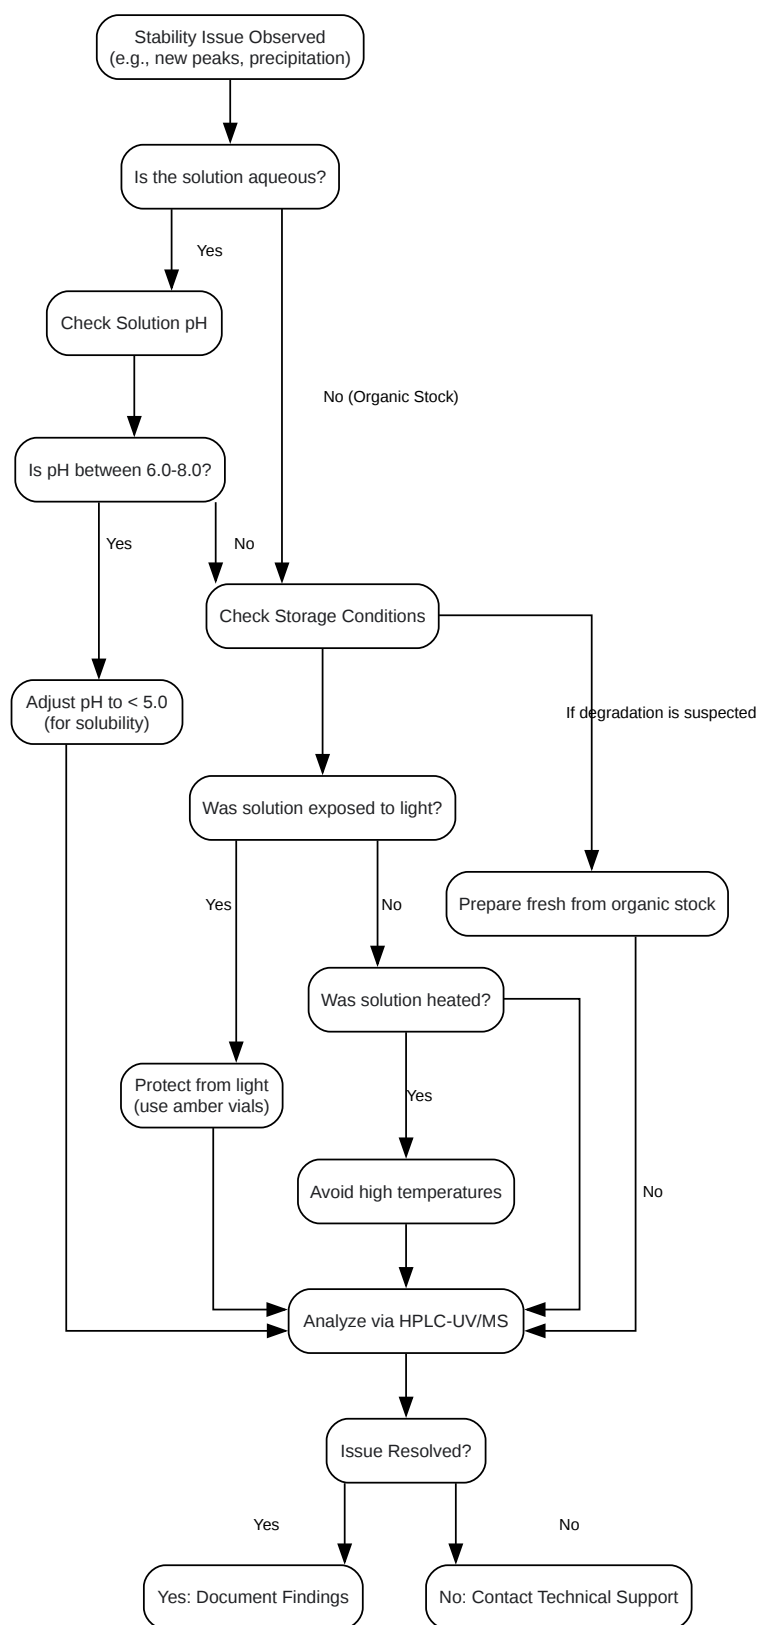 Stability Issue Observed
(e.g., new peaks, precipitation)
Is the solution aqueous?
Yes
Check Solution pH
No (Organic Stock)
Is pH between 6.0-8.0?
Yes
No
Check Storage Conditions
Adjust pH to < 5.0
(for solubility)
If degradation is suspected
Was solution exposed to light?
Yes
No
Prepare fresh from organic stock
Was solution heated?
Protect from light
(use amber vials)
Yes
Avoid high temperatures
No
Analyze via HPLC-UV/MS
Issue Resolved?
Yes
No
Yes: Document Findings
No: Contact Technical Support